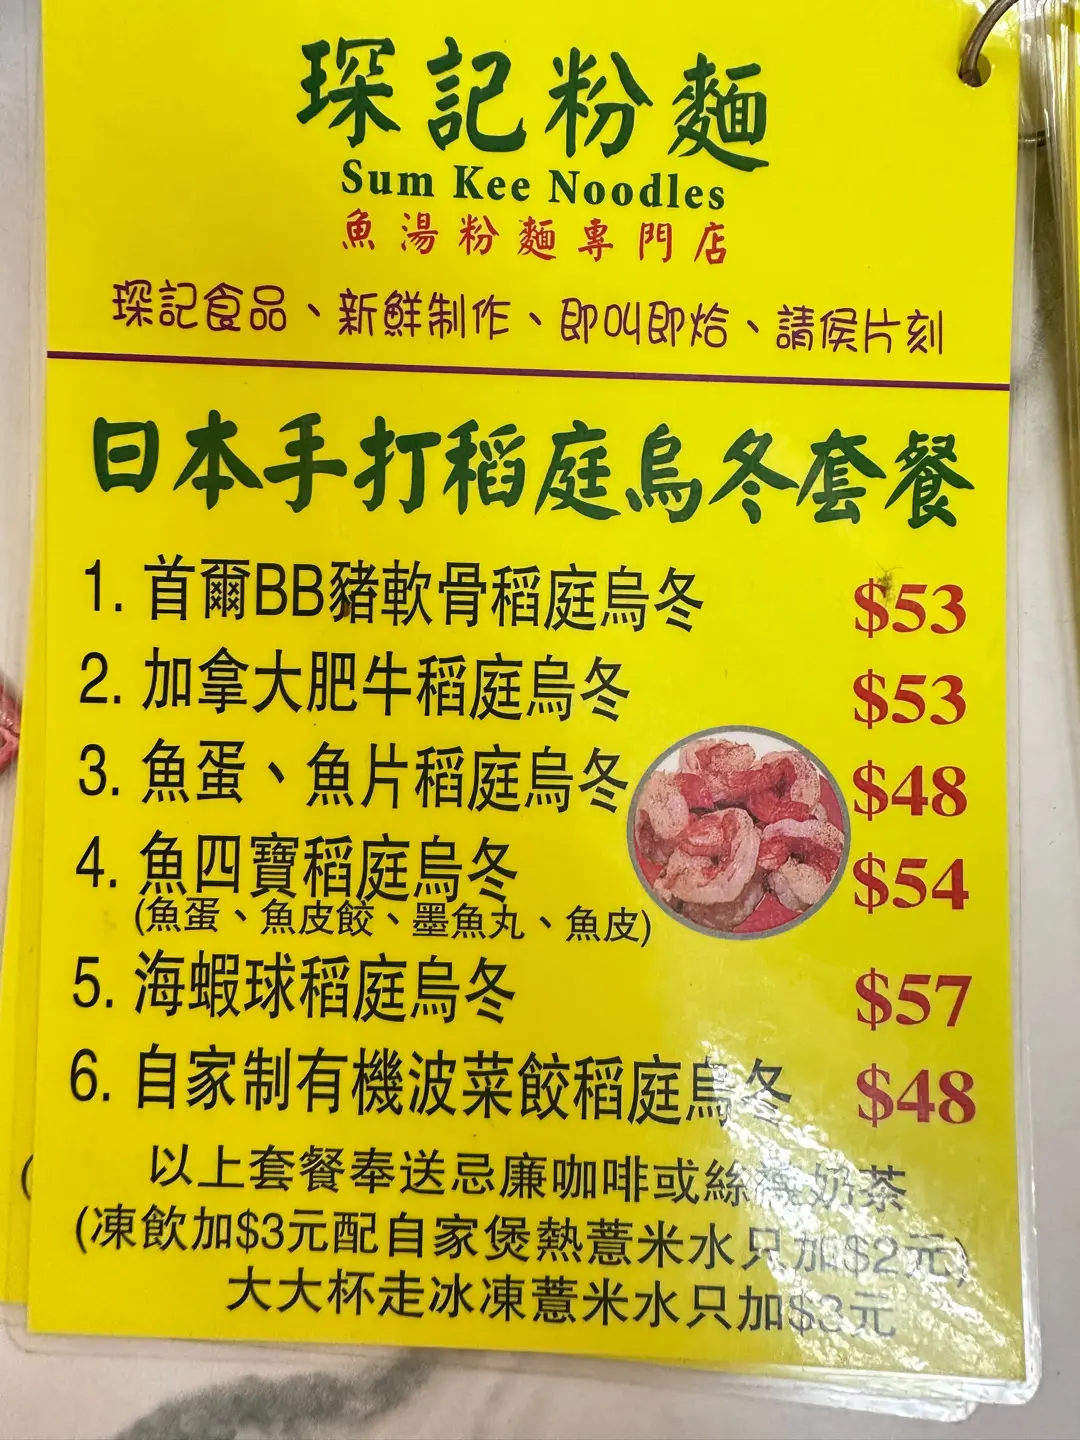 琛記粉麵
Sum Kee Noodles
魚湯粉麵專門店
琛記食品、新鮮制作、即叫即烚、請侯片刻
日本手打稻庭烏冬套餐
1. 首爾BB豬軟骨稻庭烏冬 $53
2. 加拿大肥牛稻庭烏冬 $53
3. 魚蛋、魚片稻庭烏冬 $48
4. 魚四寶稻庭烏冬 $54
(魚蛋、魚皮餃、墨魚丸、魚皮)
5. 海蝦球稻庭烏冬 $57
6. 自家制有機波菜餃稻庭烏冬 $48
以上套餐奉送忌廉咖啡或絲襪奶茶
(凍飲加$3元配自家煲熱薏米水只加$2元)
大大杯走冰凍薏米水只加$3元